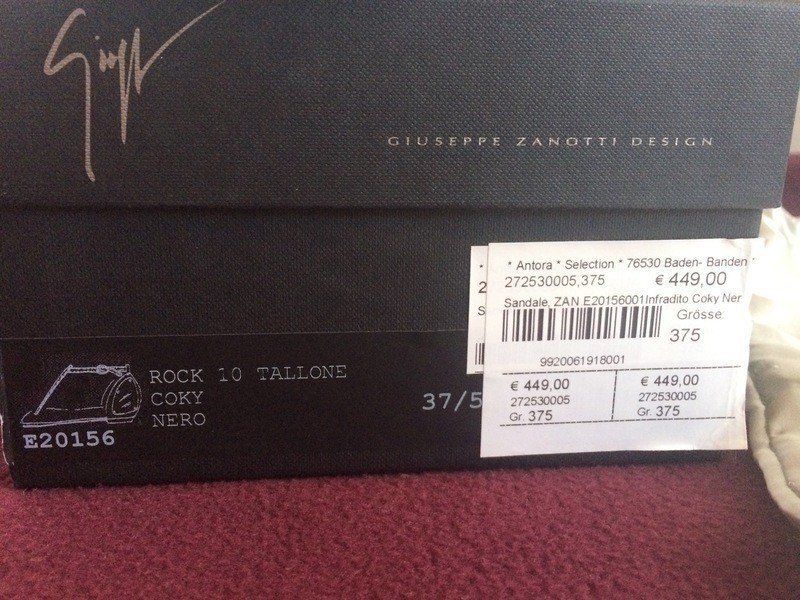 Giuseppe
GIUSEPPE ZANOTTI DESIGN
ROCK 10 TALLONE
COKY
NERO
E20156
37/5
*
2
S
* Antora * Selection * 76530 Baden- Banden *
272530005,375 € 449,00
Sandale, ZAN E20156001Infradito Coky Ner
Grösse
375
9920061918001
€ 449,00
272530005
Gr. 375
€ 449,00
272530005
Gr. 375